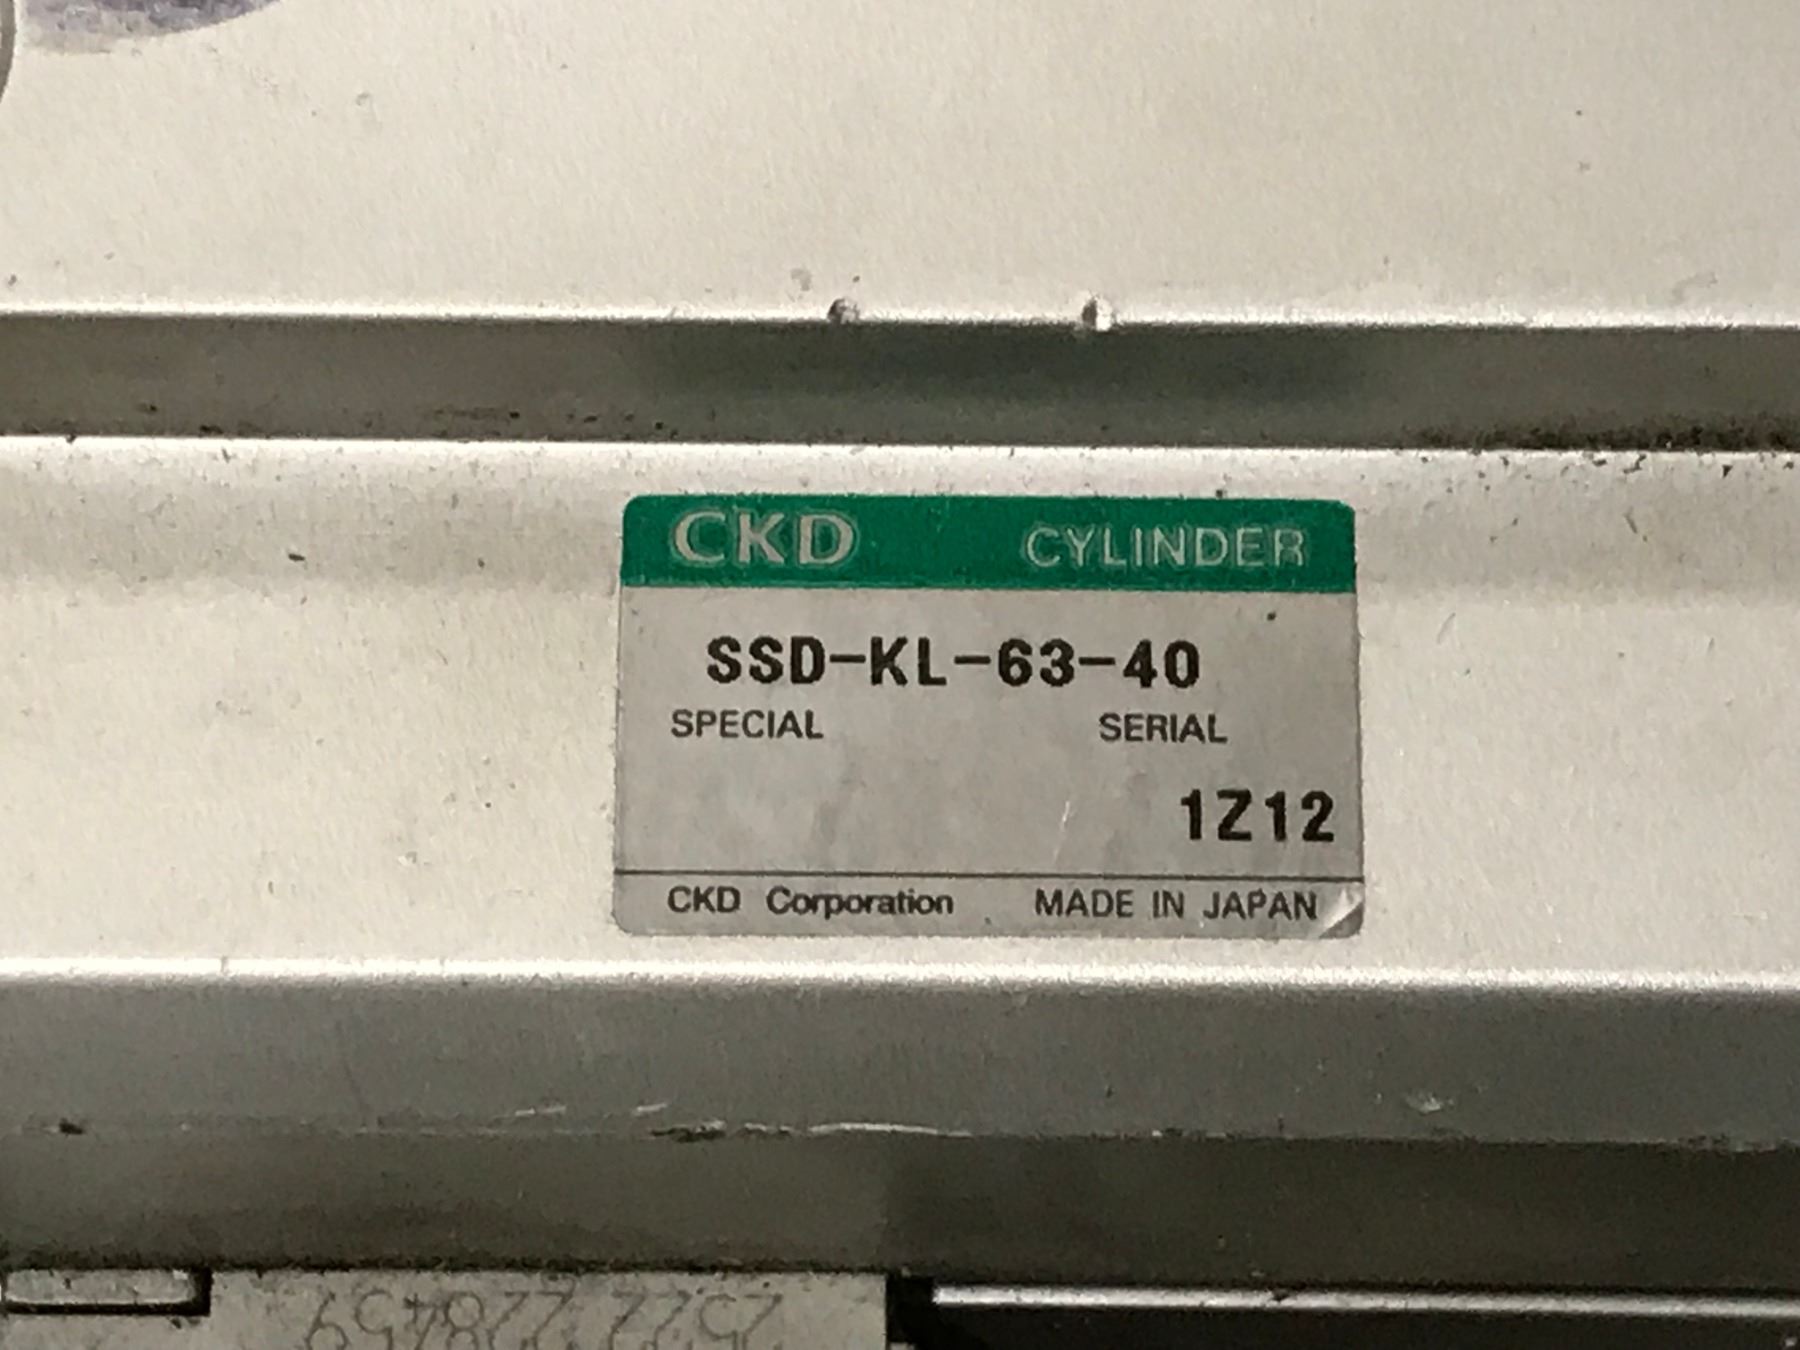 CKD CYLINDER
SSD-KL-63-40
SPECIAL SERIAL
1Z12
CKD Corporation MADE IN JAPAN